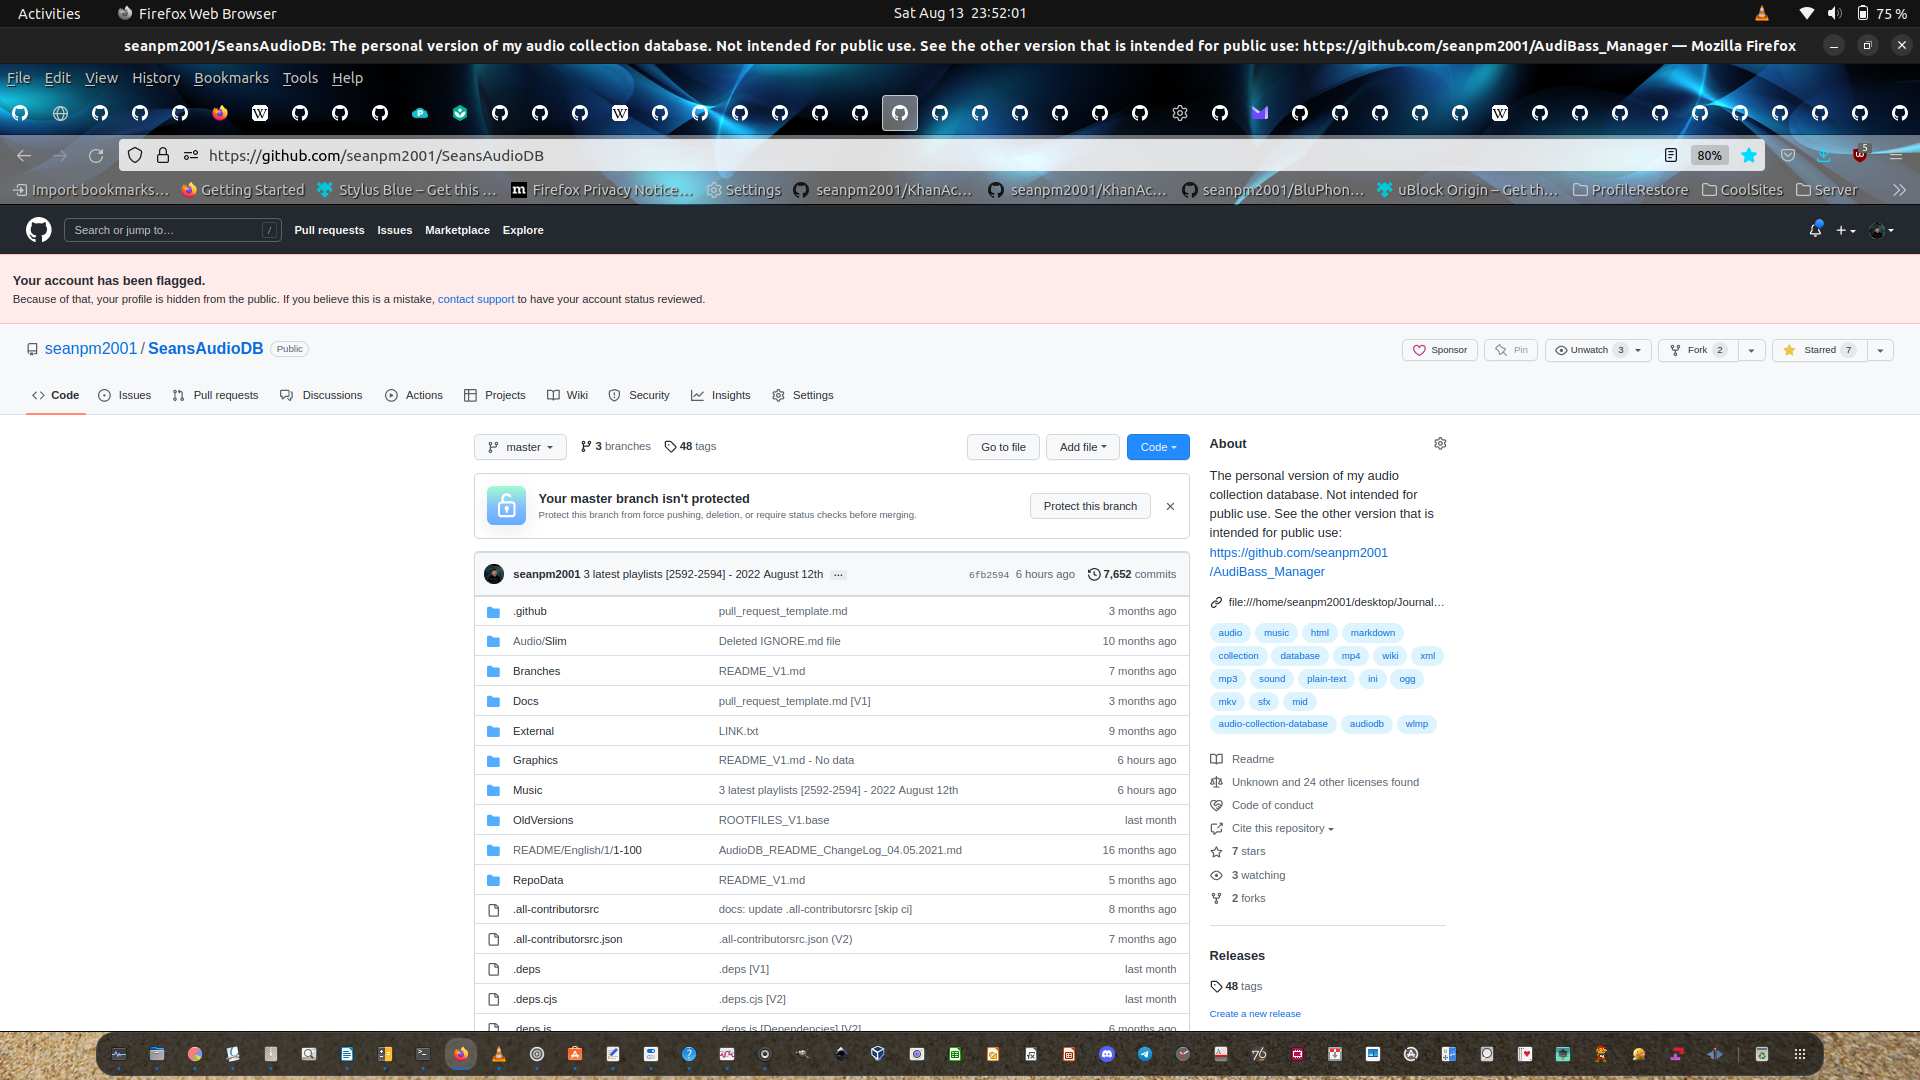 Activities
Firefox Web Browser
Sat Aug 13 23:52:01
75 %
seanpm2001/SeansAudioDB: The personal version of my audio collection database. Not intended for public use. See the other version that is intended for public use: https://github.com/seanpm2001/AudiBass_Manager — Mozilla Firefox
File Edit View History Bookmarks Tools Help
https://github.com/seanpm2001/SeansAudioDB
80%
5
Import bookmarks…
Getting Started
Stylus Blue – Get this …
Firefox Privacy Notice…
Settings
seanpm2001/KhanAc…
seanpm2001/KhanAc…
seanpm2001/BluPhon…
uBlock Origin – Get th…
ProfileRestore
CoolSites
Server
Search or jump to…
/
Pull requests
Issues
Marketplace
Explore
Your account has been flagged.
Because of that, your profile is hidden from the public. If you believe this is a mistake, contact support to have your account status reviewed.
seanpm2001 / SeansAudioDB
Public
Sponsor
Pin
Unwatch 3
Fork 2
Starred 7
Code
Issues
Pull requests
Discussions
Actions
Projects
Wiki
Security
Insights
Settings
master
3 branches
48 tags
Go to file
Add file
Code
Your master branch isn't protected
Protect this branch from force pushing, deletion, or require status checks before merging.
Protect this branch
seanpm2001 3 latest playlists [2592-2594] - 2022 August 12th
…
6fb2594 6 hours ago
7,652 commits
.github pull_request_template.md 3 months ago
Audio/Slim Deleted IGNORE.md file 10 months ago
Branches README_V1.md 7 months ago
Docs pull_request_template.md [V1] 3 months ago
External LINK.txt 9 months ago
Graphics README_V1.md - No data 6 hours ago
Music 3 latest playlists [2592-2594] - 2022 August 12th 6 hours ago
OldVersions ROOTFILES_V1.base last month
README/English/1/1-100 AudioDB_README_ChangeLog_04.05.2021.md 16 months ago
RepoData README_V1.md 5 months ago
.all-contributorsrc docs: update .all-contributorsrc [skip ci] 8 months ago
.all-contributorsrc.json .all-contributorsrc.json (V2) 7 months ago
.deps .deps [V1] last month
.deps.cjs .deps.cjs [V2] last month
.deps.js .deps.js [Dependencies] [V2] 6 months ago
About
The personal version of my audio
collection database. Not intended for
public use. See the other version that is
intended for public use:
https://github.com/seanpm2001
/AudiBass_Manager
file:///home/seanpm2001/desktop/Journal…
audio music html markdown
collection database mp4 wiki xml
mp3 sound plain-text ini ogg
mkv sfx mid
audio-collection-database audiodb wlmp
Readme
Unknown and 24 other licenses found
Code of conduct
Cite this repository
7 stars
3 watching
2 forks
Releases
48 tags
Create a new release